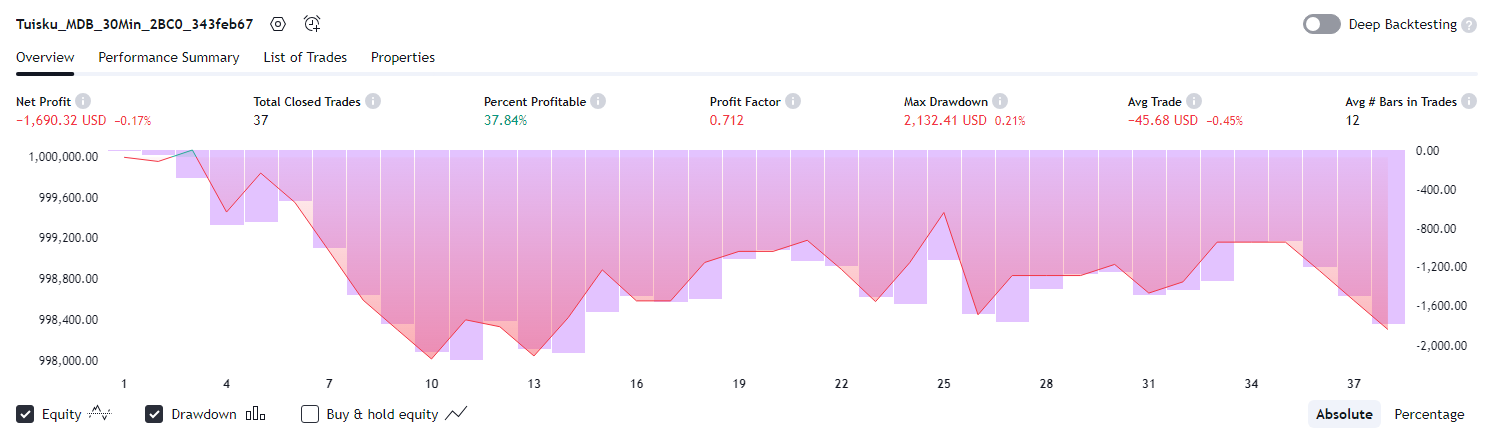 Tuisku_MDB_30Min_2BC0_343feb67
Deep Backtesting ?
Overview Performance Summary List of Trades Properties
Net Profit i Total Closed Trades i Percent Profitable i Profit Factor i Max Drawdown i Avg Trade i Avg # Bars in Trades i
−1,690.32 USD −0.17% 37 37.84% 0.712 2,132.41 USD 0.21% −45.68 USD −0.45% 12
1,000,000.00 0.00
999,600.00 -400.00
999,200.00 -800.00
998,800.00 -1,200.00
998,400.00 -1,600.00
998,000.00 -2,000.00
1 4 7 10 13 16 19 22 25 28 31 34 37
Equity Drawdown Buy & hold equity Absolute Percentage